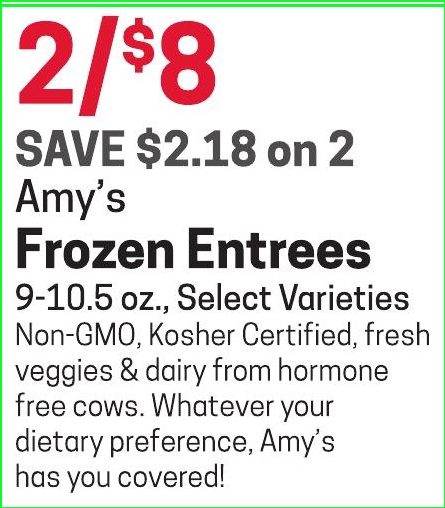 2/$8
SAVE $2.18 on 2
Amy's
Frozen Entrees
9-10.5 oz., Select Varieties
Non-GMO, Kosher Certified, fresh
veggies & dairy from hormone
free cows. Whatever your
dietary preference, Amy's
has you covered!